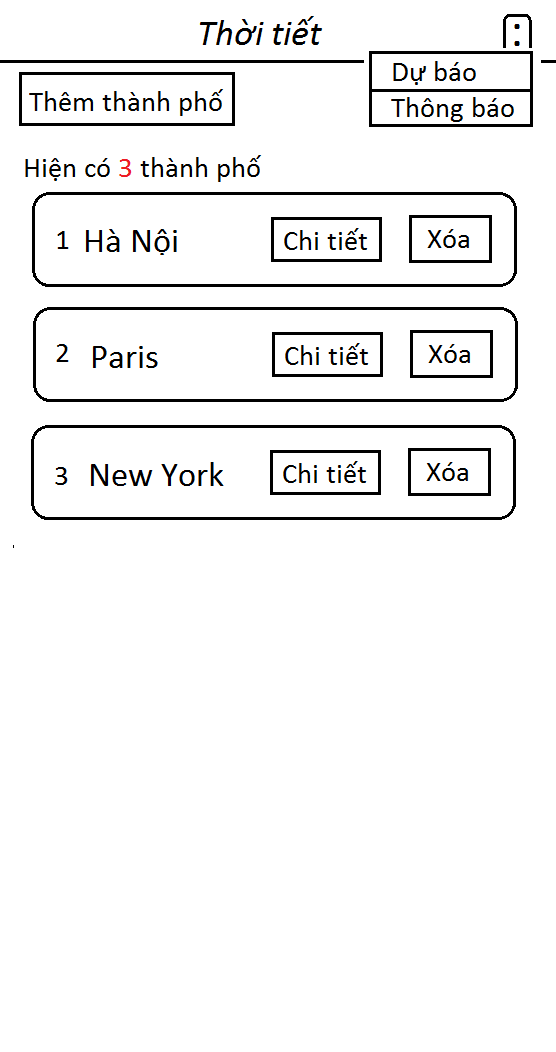 Thời tiết :
Dự báo
Thêm thành phố
Thông báo
Hiện có 3 thành phố
1 Hà Nội Chi tiết Xóa
2 Paris Chi tiết Xóa
3 New York Chi tiết Xóa